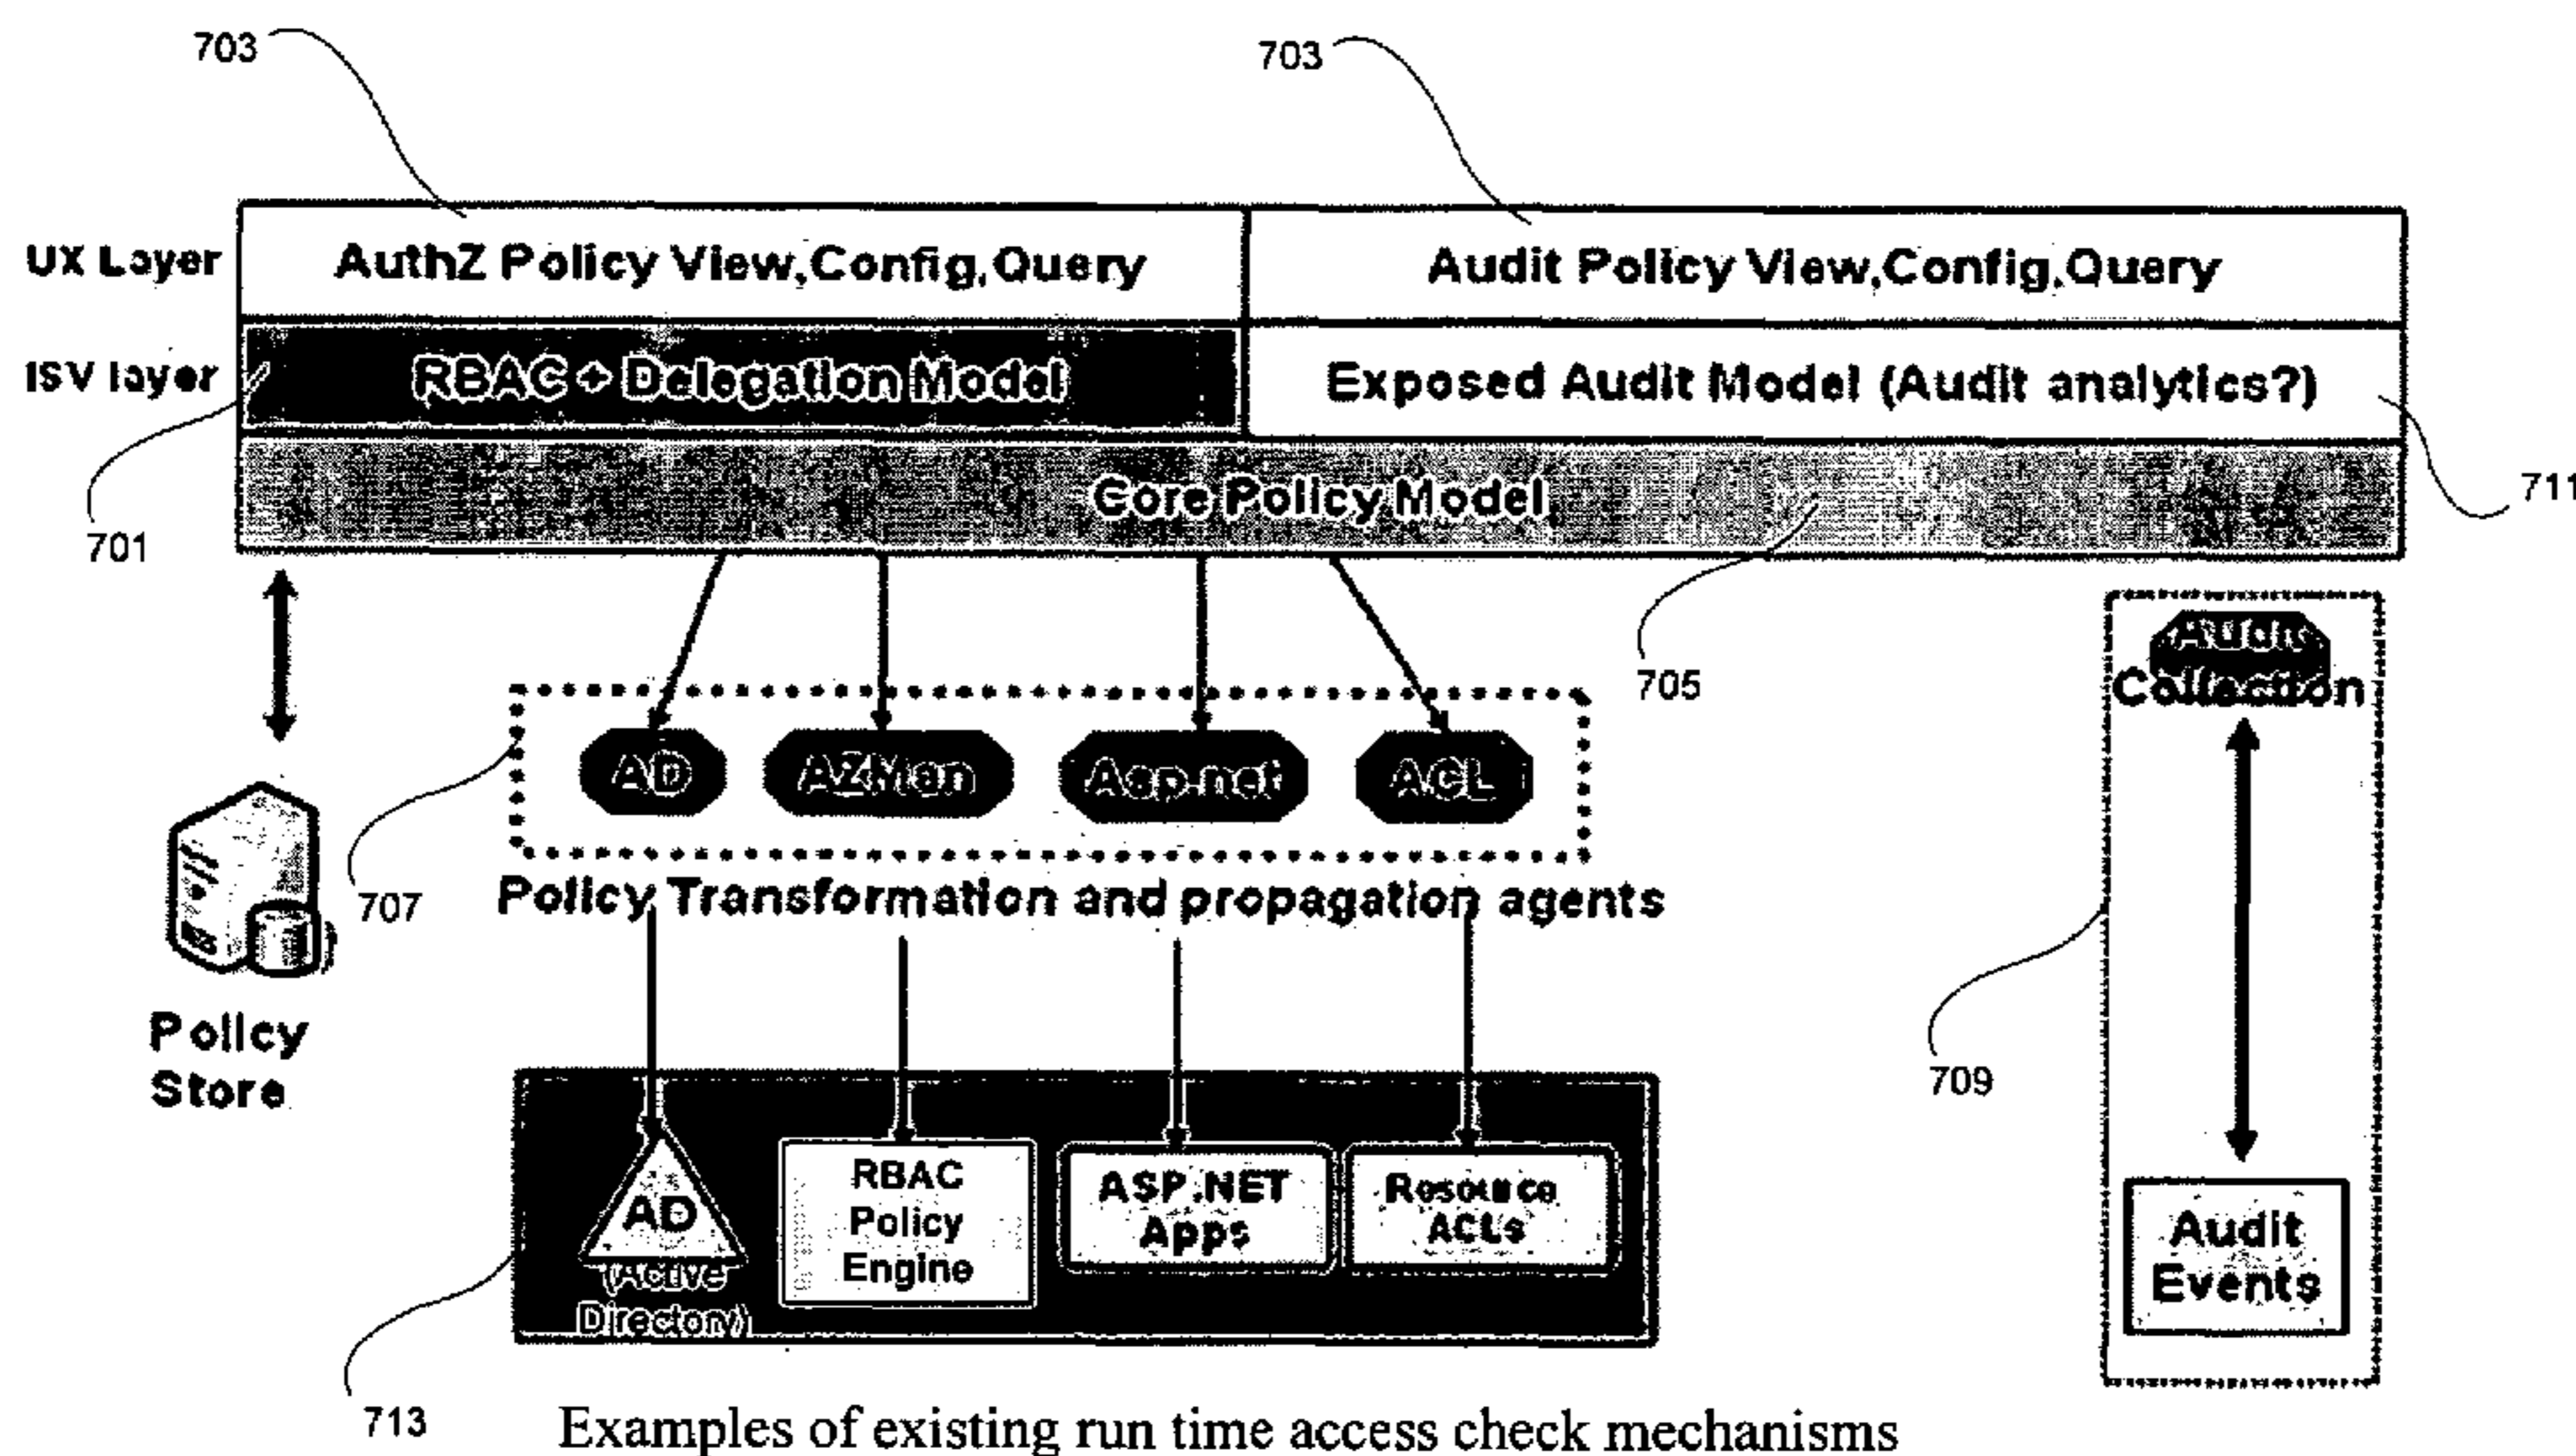 703
703
UX Layer
AuthZ Policy View,Config,Query
Audit Policy View,Config,Query
ISV layer
RBAC + Delegation Model
Exposed Audit Model (Audit analytics?)
Core Policy Model
701
711
705
Audit
Collection
AD
AZMan
Asp.net
ACL
707
Policy Transformation and propagation agents
Policy
Store
709
AD
(Active
Directory)
RBAC
Policy
Engine
ASP.NET
Apps
Resource
ACLs
Audit
Events
713
Examples of existing run time access check mechanisms